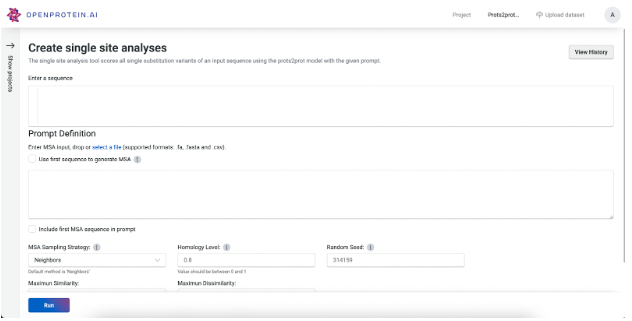 OPENPROTEIN.AI
Project
Prots2prot..
Upload dataset
A
Show projects
Create single site analyses
View History
The single site analysis tool scores all single substitution variants of an input sequence using the prots2prot model with the given prompt.
Enter a sequence
Prompt Definition
Enter MSA input, drop or select a file (supported formats: .fa, .fasta and .csv).
Use first sequence to generate MSA
Include first MSA sequence in prompt
MSA Sampling Strategy:
Homology Level:
Random Seed:
Neighbors
0.8
314159
Default method is 'Neighbors'
Value should be between 0 and 1
Maximun Similarity:
Maximun Dissimilarity:
Run